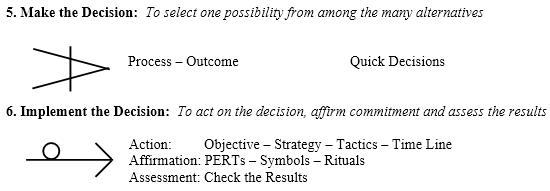 5. Make the Decision: To select one possibility from among the many alternatives
Process – Outcome Quick Decisions
6. Implement the Decision: To act on the decision, affirm commitment and assess the results
Action: Objective – Strategy – Tactics – Time Line
Affirmation: PERTs – Symbols – Rituals
Assessment: Check the Results